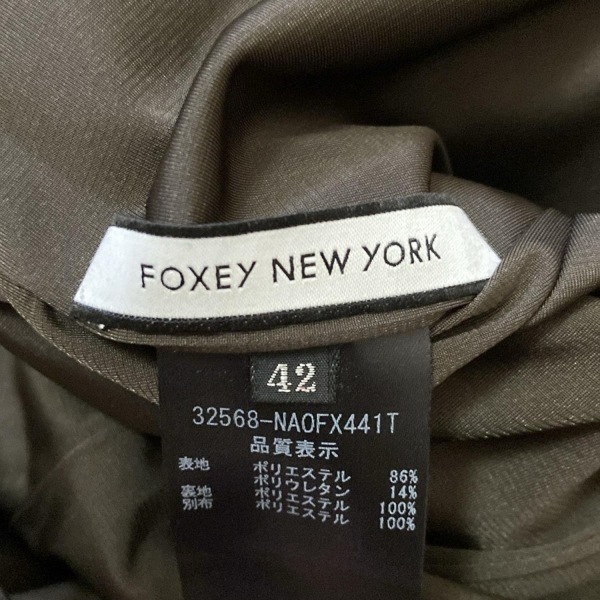 FOXEY NEW YORK
42
32568-NAOFX441T
品質表示
表地 ポリエステル 86%
ポリウレタン 14%
裏地 ポリエステル 100%
別布 ポリエステル 100%